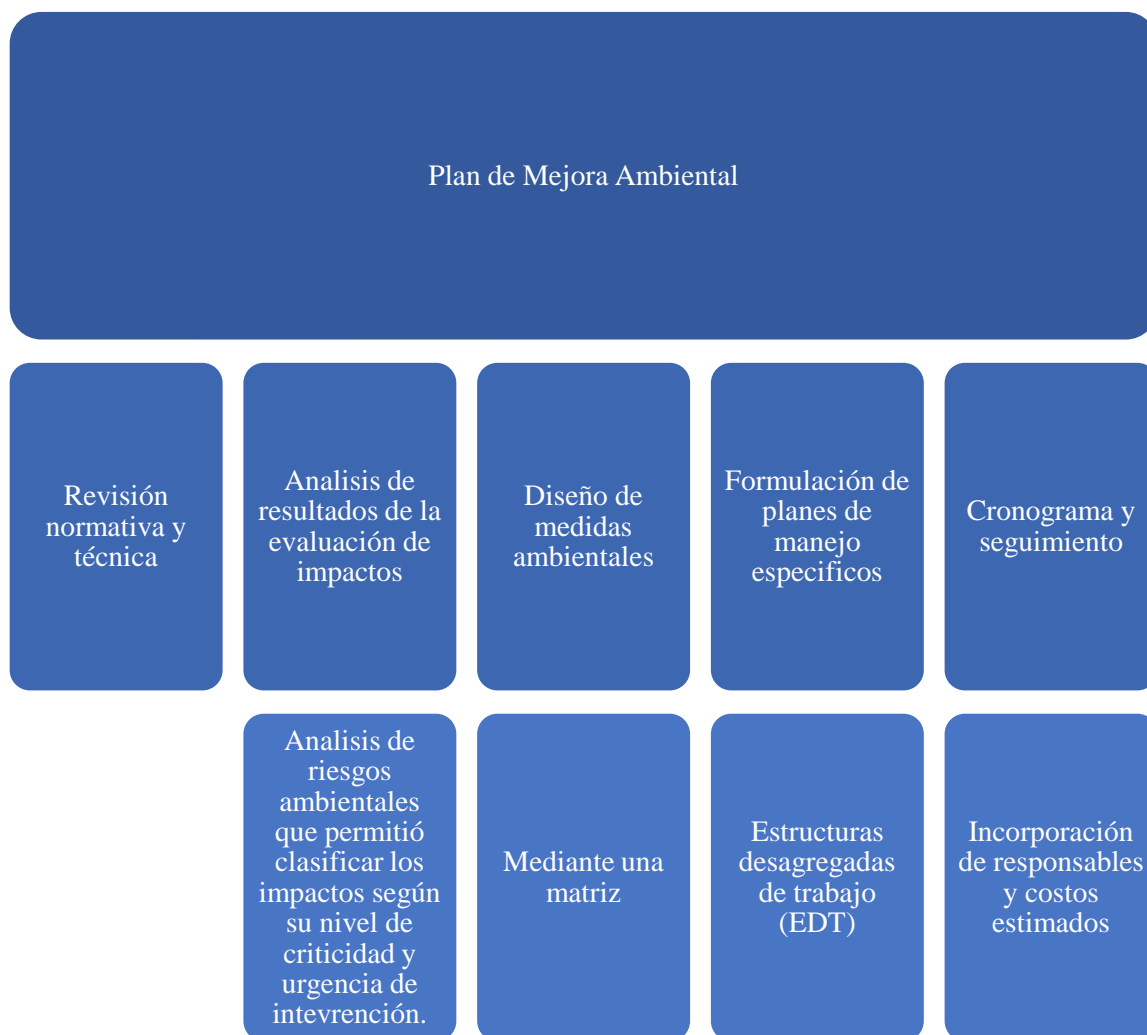 Plan de Mejora Ambiental
Revisión
normativa y
técnica
Analisis de
resultados de la
evaluación de
impactos
Diseño de
medidas
ambientales
Formulación de
planes de
manejo
especificos
Cronograma y
seguimiento
Analisis de
riesgos
ambientales
que permitió
clasificar los
impactos según
su nivel de
criticidad y
urgencia de
intevrención.
Mediante una
matriz
Estructuras
desagregadas
de trabajo
(EDT)
Incorporación
de responsables
y costos
estimados